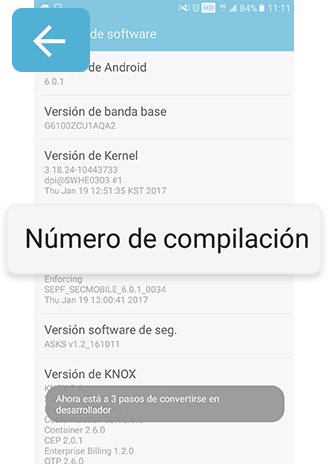 HD 4G 84% 11:11
de software
de Android
6.0.1
Versión de banda base
G6100ZCU1AQA2
Versión de Kernel
3.18.24-10443733
dpi@SWHE0303 #1
Thu Jan 19 12:51:35 KST 2017
Número de compilación
Enforcing
SEPF_SECMOBILE_6.0.1_0034
Thu Jan 19 13:00:41 2017
Versión software de seg.
ASKS v1.2_161011
Versión de KNOX
Ahora está a 3 pasos de convertirse en
desarrollador
Container 2.6.0
CEP 2.0.1
Enterprise Billing 1.2.0
OTP 2.6.0